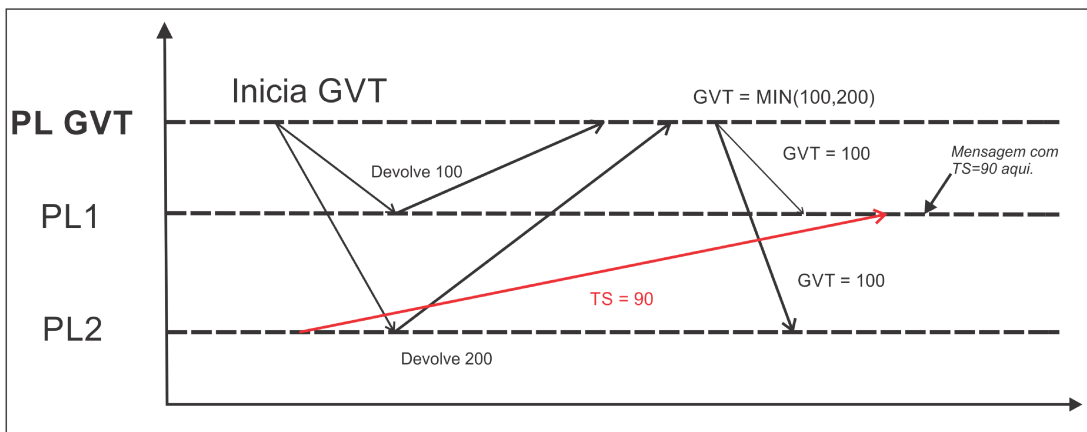 Inicia GVT
GVT = MIN(100,200)
PL GVT
Devolve 100
GVT = 100
Mensagem com
TS=90 aqui.
PL1
GVT = 100
TS = 90
PL2
Devolve 200